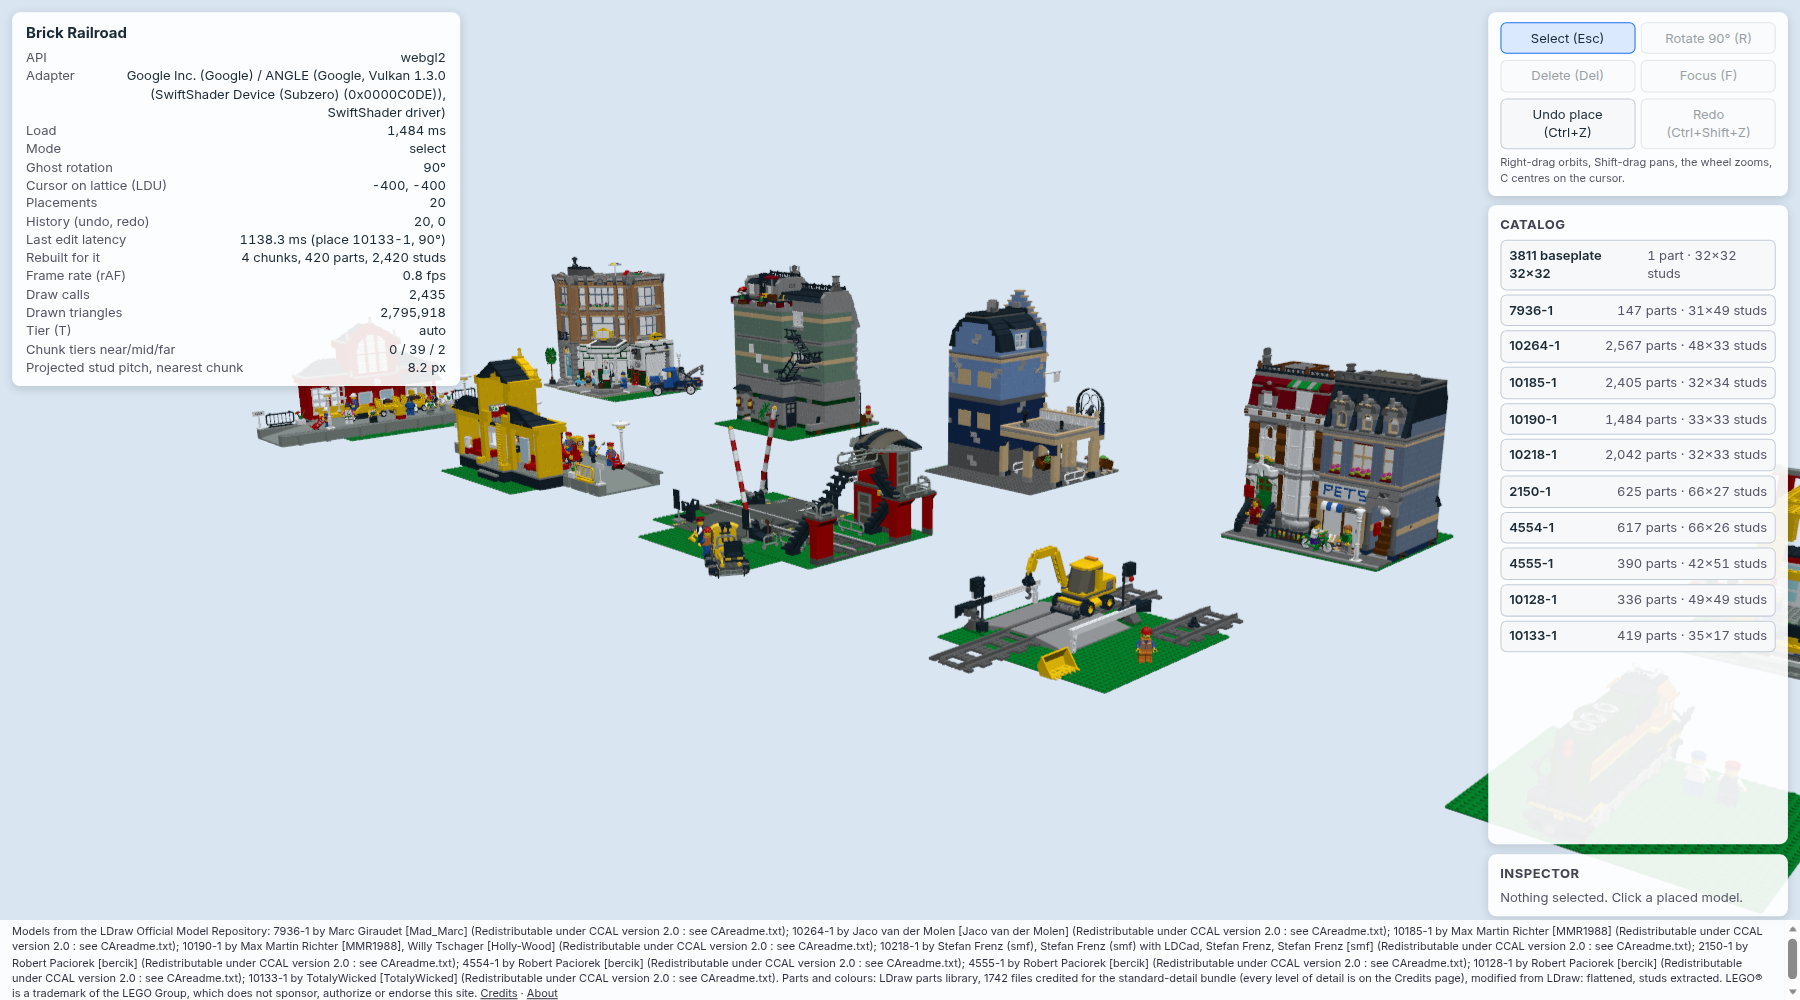 Brick Railroad
API webgl2
Adapter Google Inc. (Google) / ANGLE (Google, Vulkan 1.3.0
(SwiftShader Device (Subzero) (0x0000C0DE)),
SwiftShader driver)
Load 1,484 ms
Mode select
Ghost rotation 90°
Cursor on lattice (LDU) -400, -400
Placements 20
History (undo, redo) 20, 0
Last edit latency 1138.3 ms (place 10133-1, 90°)
Rebuilt for it 4 chunks, 420 parts, 2,420 studs
Frame rate (rAF) 0.8 fps
Draw calls 2,435
Drawn triangles 2,795,918
Tier (T) auto
Chunk tiers near/mid/far 0 / 39 / 2
Projected stud pitch, nearest chunk 8.2 px
PETS
Select (Esc) Rotate 90° (R)
Delete (Del) Focus (F)
Undo place
(Ctrl+Z)
Redo
(Ctrl+Shift+Z)
Right-drag orbits, Shift-drag pans, the wheel zooms,
C centres on the cursor.
CATALOG
3811 baseplate
32×32
1 part · 32×32
studs
7936-1 147 parts · 31×49 studs
10264-1 2,567 parts · 48×33 studs
10185-1 2,405 parts · 32×34 studs
10190-1 1,484 parts · 33×33 studs
10218-1 2,042 parts · 32×33 studs
2150-1 625 parts · 66×27 studs
4554-1 617 parts · 66×26 studs
4555-1 390 parts · 42×51 studs
10128-1 336 parts · 49×49 studs
10133-1 419 parts · 35×17 studs
INSPECTOR
Nothing selected. Click a placed model.
Models from the LDraw Official Model Repository: 7936-1 by Marc Giraudet [Mad_Marc] (Redistributable under CCAL version 2.0 : see CAreadme.txt); 10264-1 by Jaco van der Molen [Jaco van der Molen] (Redistributable under CCAL version 2.0 : see CAreadme.txt); 10185-1 by Max Martin Richter [MMR1988] (Redistributable under CCAL
version 2.0 : see CAreadme.txt); 10190-1 by Max Martin Richter [MMR1988], Willy Tschager [Holly-Wood] (Redistributable under CCAL version 2.0 : see CAreadme.txt); 10218-1 by Stefan Frenz (smf), Stefan Frenz (smf) with LDCad, Stefan Frenz, Stefan Frenz [smf] (Redistributable under CCAL version 2.0 : see CAreadme.txt); 2150-1 by
Robert Paciorek [bercik] (Redistributable under CCAL version 2.0 : see CAreadme.txt); 4554-1 by Robert Paciorek [bercik] (Redistributable under CCAL version 2.0 : see CAreadme.txt); 4555-1 by Robert Paciorek [bercik] (Redistributable under CCAL version 2.0 : see CAreadme.txt); 10128-1 by Robert Paciorek [bercik] (Redistributable
under CCAL version 2.0 : see CAreadme.txt); 10133-1 by TotalyWicked [TotalyWicked] (Redistributable under CCAL version 2.0 : see CAreadme.txt). Parts and colours: LDraw parts library, 1742 files credited for the standard-detail bundle (every level of detail is on the Credits page), modified from LDraw: flattened, studs extracted. LEGO®
is a trademark of the LEGO Group, which does not sponsor, authorize or endorse this site. Credits · About